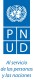 P N
U D
Al servicio
de las personas
y las naciones